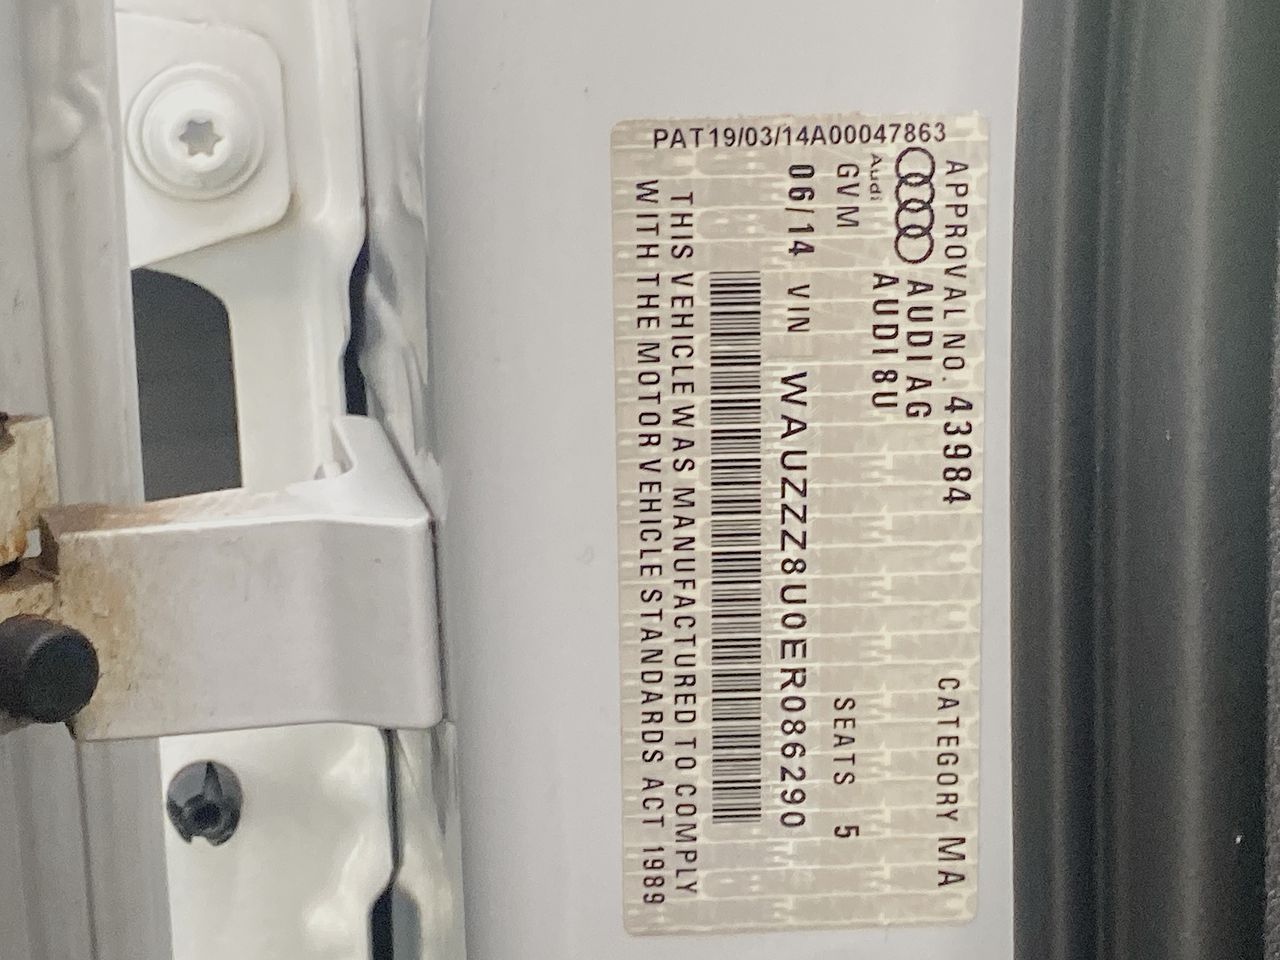 PAT19/03/14A00047863
APPROVAL NO. 43984 CATEGORY MA
AUDI AG
Audi AUDI 8U
GVM SEATS 5
06/14 VIN WAUZZZ8U0ER086290
THIS VEHICLE WAS MANUFACTURED TO COMPLY
WITH THE MOTOR VEHICLE STANDARDS ACT 1989